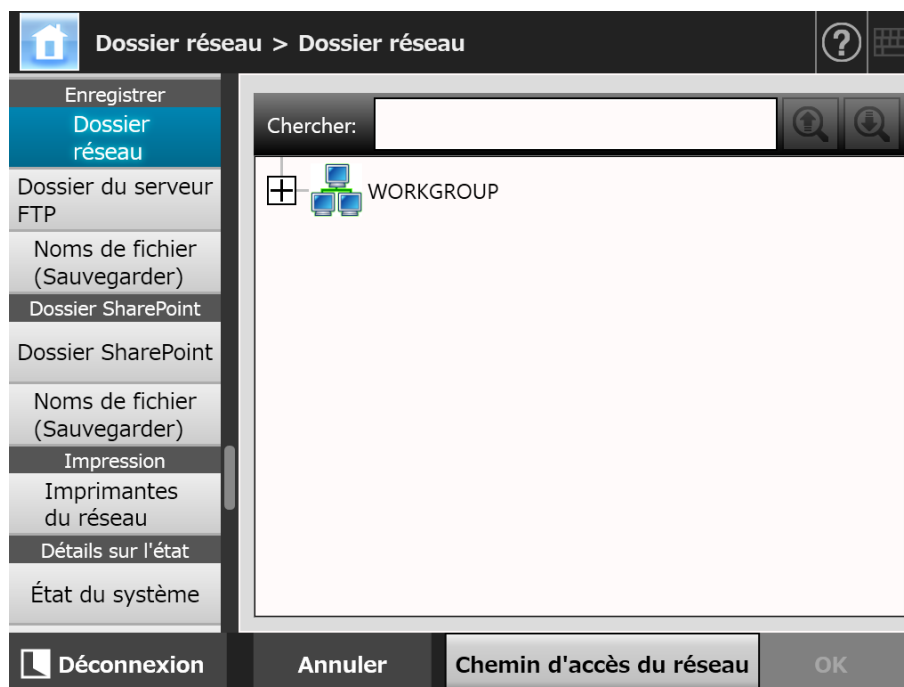 Dossier réseau > Dossier réseau
?
Enregistrer
Dossier
réseau
Dossier du serveur
FTP
Noms de fichier
(Sauvegarder)
Dossier SharePoint
Dossier SharePoint
Noms de fichier
(Sauvegarder)
Impression
Imprimantes
du réseau
Détails sur l'état
État du système
Chercher:
WORKGROUP
Déconnexion
Annuler
Chemin d'accès du réseau
OK